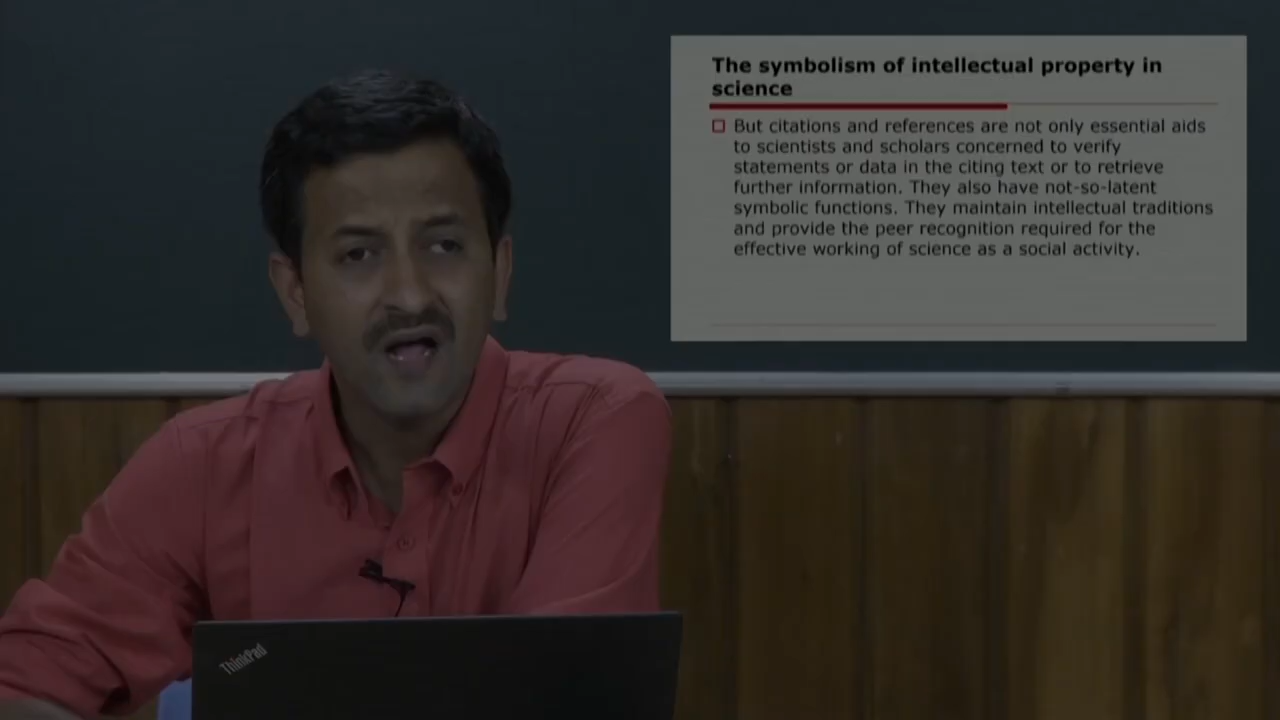 The symbolism of intellectual property in
science
But citations and references are not only essential aids
to scientists and scholars concerned to verify
statements or data in the citing text or to retrieve
further information. They also have not-so-latent
symbolic functions. They maintain intellectual traditions
and provide the peer recognition required for the
effective working of science as a social activity.
ThinkPad